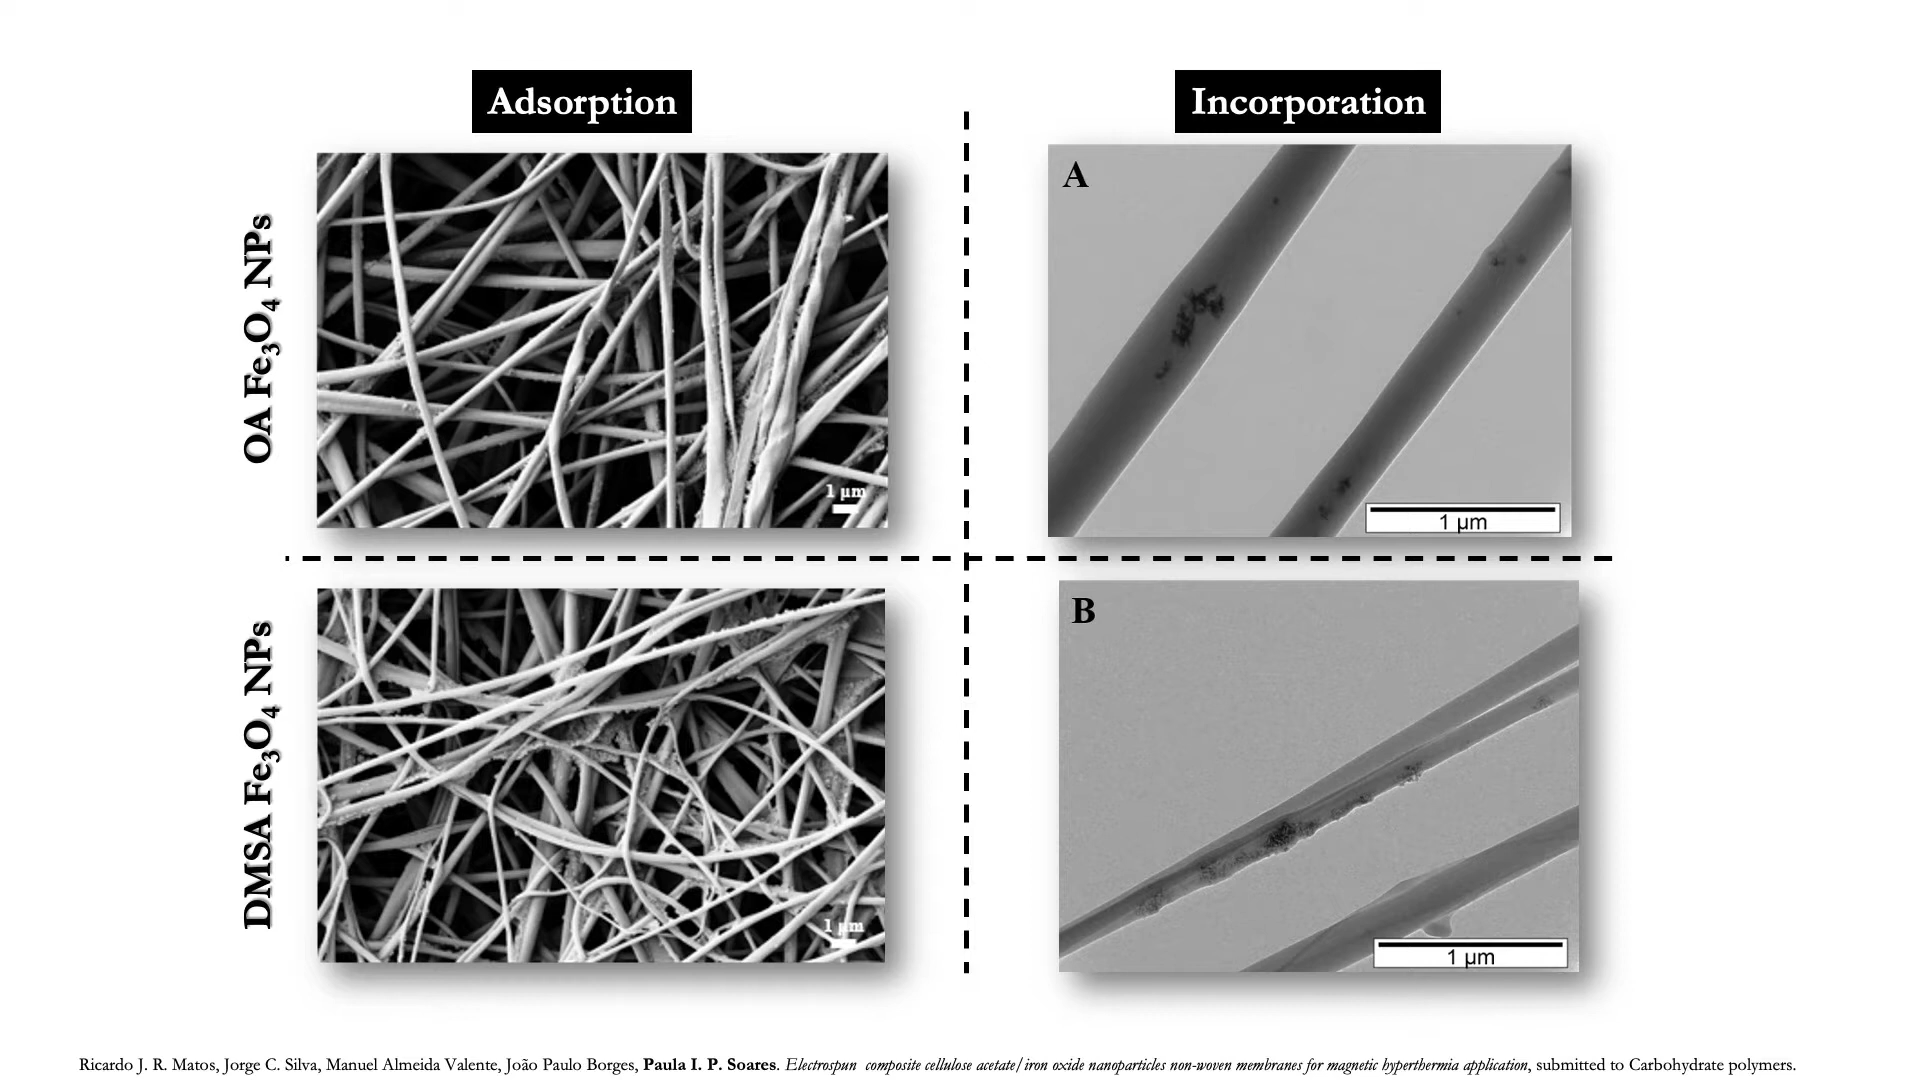 Adsorption
Incorporation
OA Fe₃O₄ NPs
1 µm
A
1 µm
DMSA Fe₃O₄ NPs
1 µm
B
1 µm
Ricardo J. R. Matos, Jorge C. Silva, Manuel Almeida Valente, João Paulo Borges, Paula I. P. Soares. Electrospun composite cellulose acetate/iron oxide nanoparticles non-woven membranes for magnetic hyperthermia application, submitted to Carbohydrate polymers.